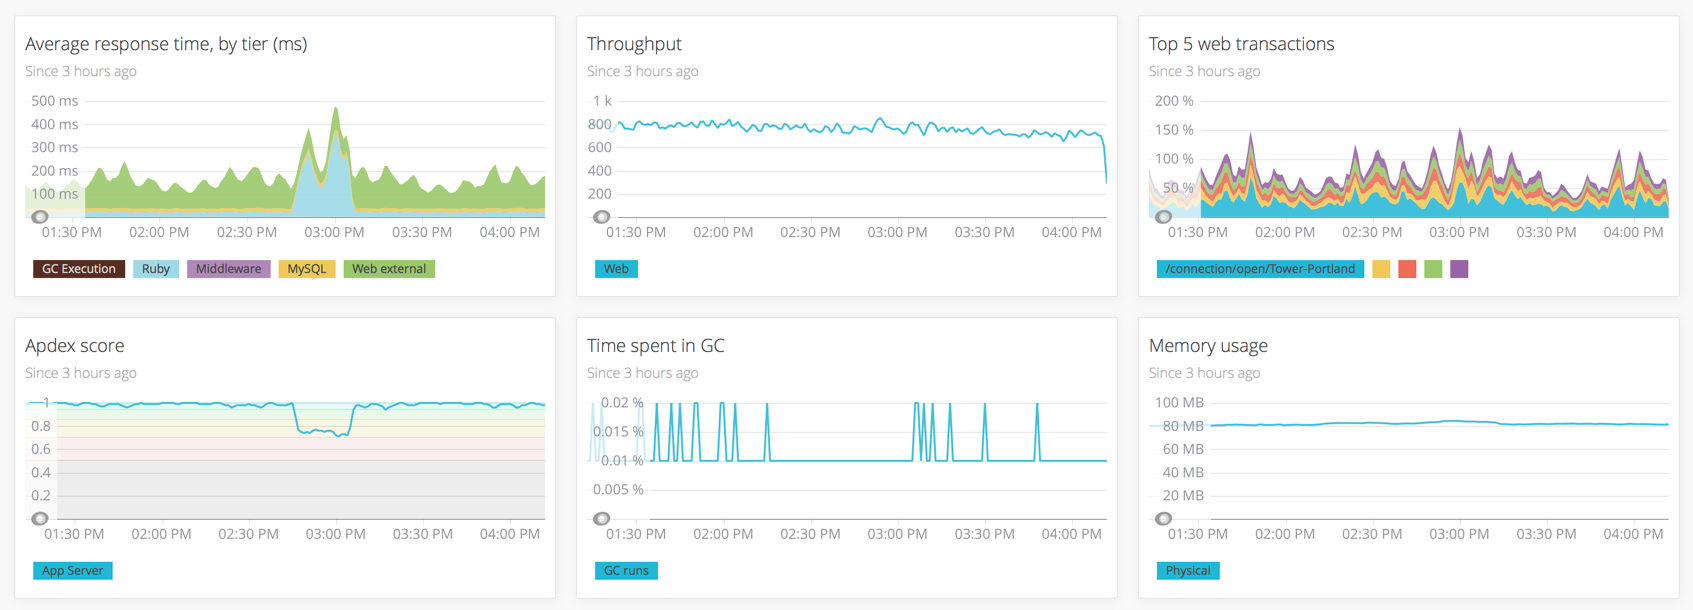 Average response time, by tier (ms)
Since 3 hours ago
500 ms
400 ms
300 ms
200 ms
100 ms
01:30 PM 02:00 PM 02:30 PM 03:00 PM 03:30 PM 04:00 PM
GC Execution Ruby Middleware MySQL Web external
Throughput
Since 3 hours ago
1 k
800
600
400
200
01:30 PM 02:00 PM 02:30 PM 03:00 PM 03:30 PM 04:00 PM
Web
Top 5 web transactions
Since 3 hours ago
200 %
150 %
100 %
50 %
01:30 PM 02:00 PM 02:30 PM 03:00 PM 03:30 PM 04:00 PM
/connection/open/Tower-Portland
Apdex score
Since 3 hours ago
1
0.8
0.6
0.4
0.2
01:30 PM 02:00 PM 02:30 PM 03:00 PM 03:30 PM 04:00 PM
App Server
Time spent in GC
Since 3 hours ago
0.02 %
0.015 %
0.01 %
0.005 %
01:30 PM 02:00 PM 02:30 PM 03:00 PM 03:30 PM 04:00 PM
GC runs
Memory usage
Since 3 hours ago
100 MB
80 MB
60 MB
40 MB
20 MB
01:30 PM 02:00 PM 02:30 PM 03:00 PM 03:30 PM 04:00 PM
Physical